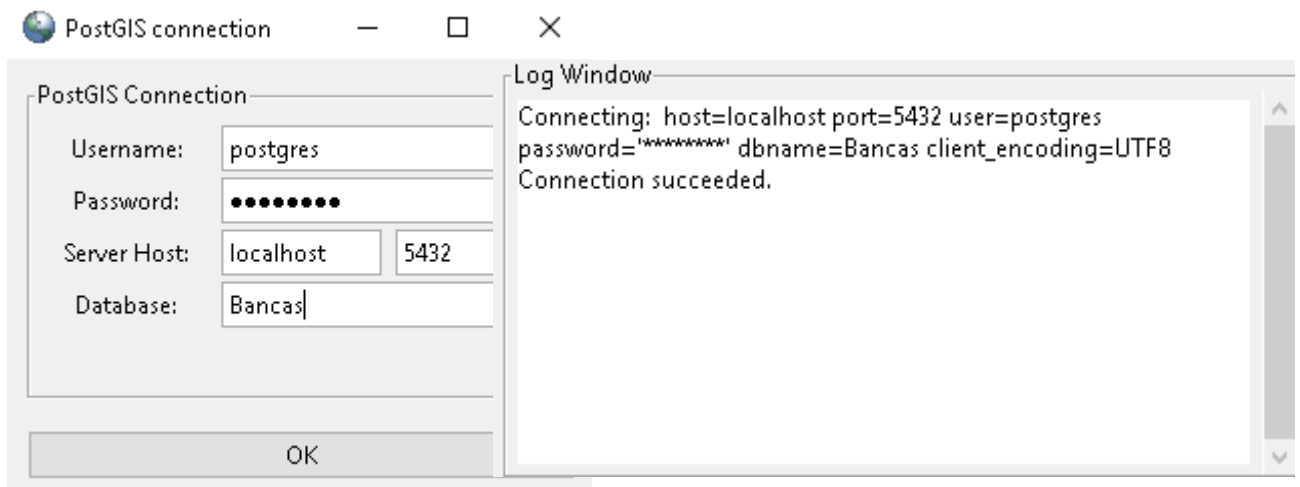 PostGIS connection
PostGIS Connection
Username: postgres
Password: ●●●●●●●●
Server Host: localhost 5432
Database: Bancas
OK
Log Window
Connecting:  host=localhost port=5432 user=postgres
password='********' dbname=Bancas client_encoding=UTF8
Connection succeeded.